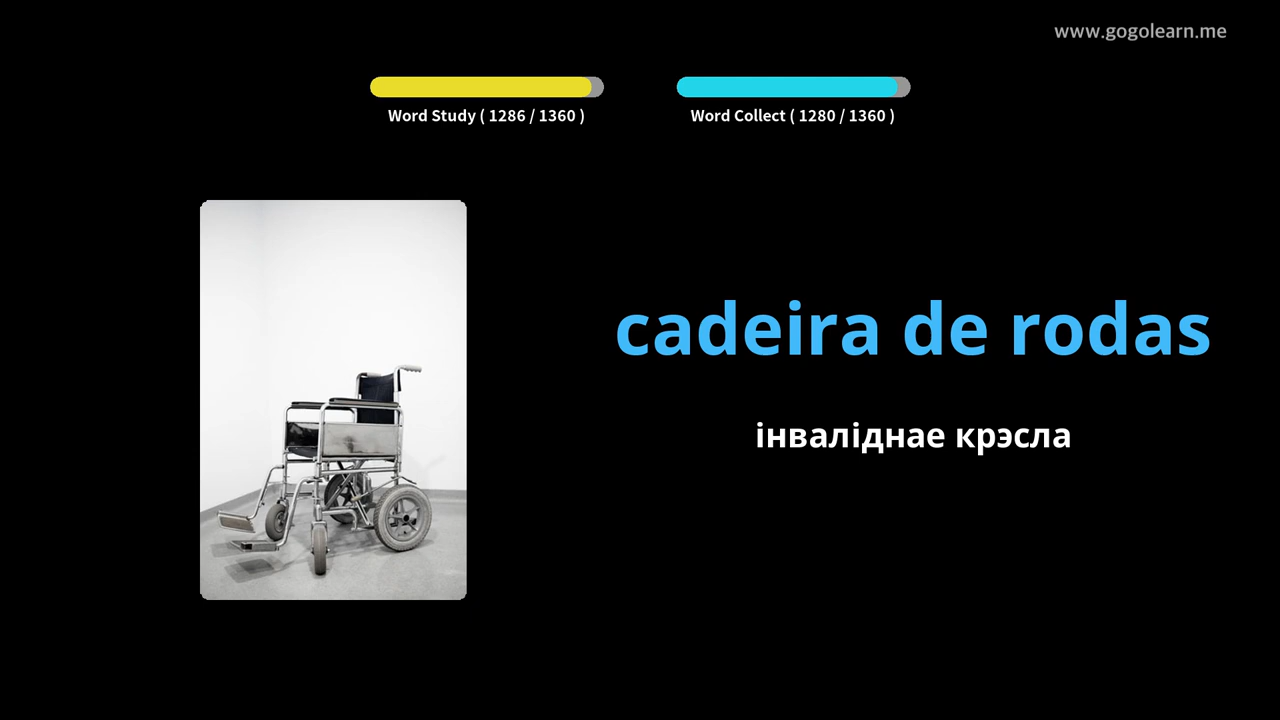 www.gogolearn.me
Word Study ( 1286 / 1360 )
Word Collect ( 1280 / 1360 )
cadeira de rodas
інваліднае крэсла